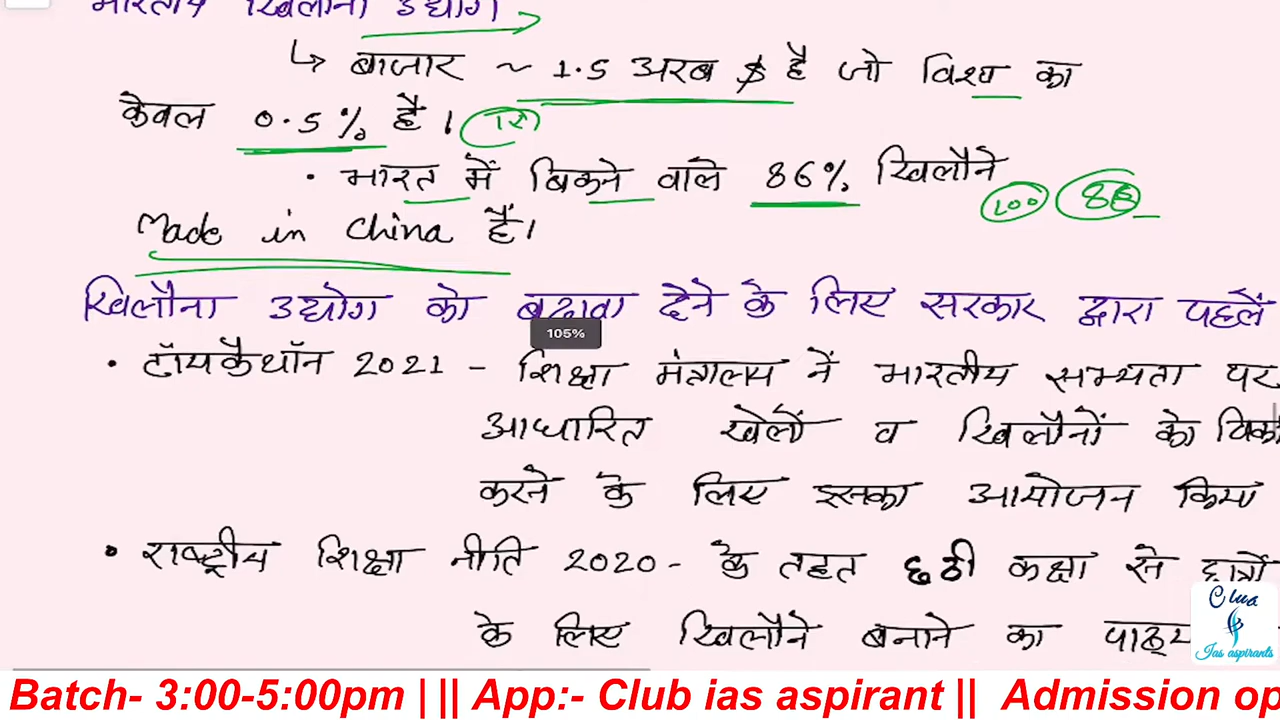 भारतीय खिलौना उद्योग
↳ बाजार ~ 1.5 अरब $ है जो विश्व का
केवल 0.5% है।
• भारत में बिकने वाले 86% खिलौने
100 86
Made in China हैं।
खिलौना उद्योग को बढावा देने के लिए सरकार द्वारा पहलें
105%
• टॉयकैथॉन 2021 - शिक्षा मंत्रालय नें भारतीय सभ्यता पर
आधारित खेलों व खिलौनों को विका
करने के लिए इसका आयोजन किया
• राष्ट्रीय शिक्षा नीति 2020 - के तहत 6 ठी कक्षा से छात्रों
के लिए खिलौने बनाने का पाठ्य
Club
Ias aspirants
Batch- 3:00-5:00pm | || App:- Club ias aspirant || Admission op